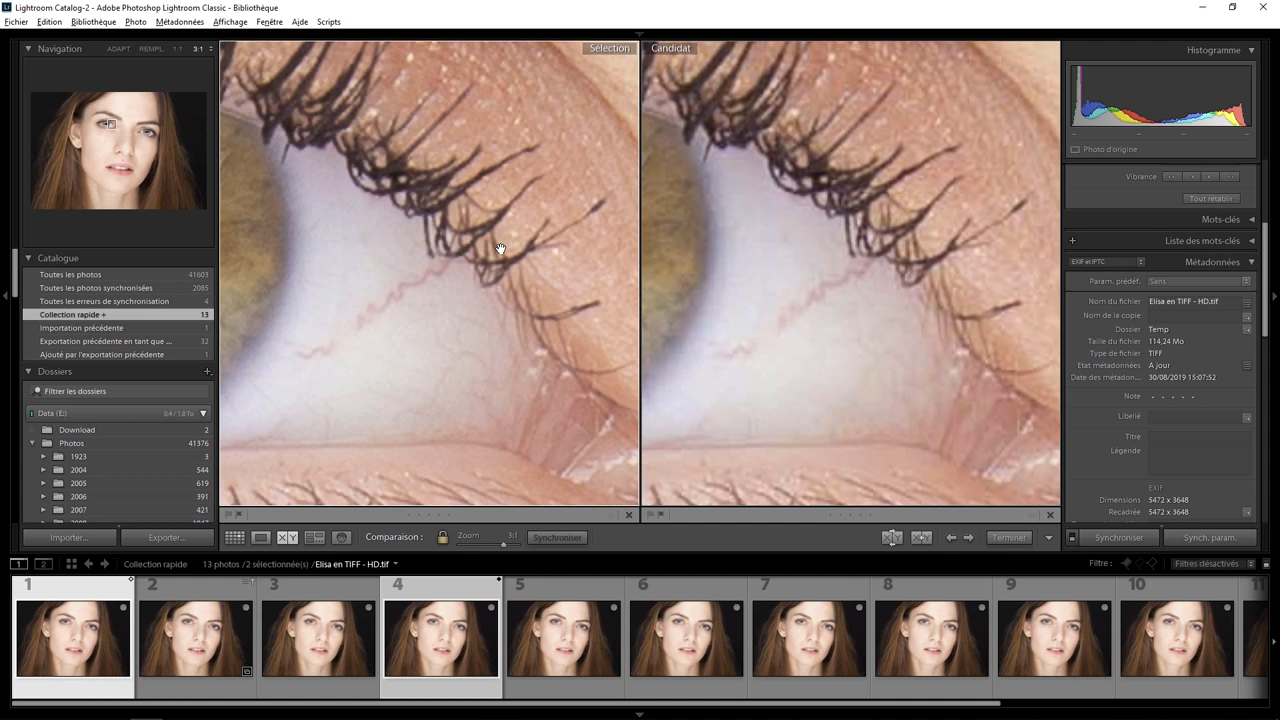 Lightroom Catalog-2 - Adobe Photoshop Lightroom Classic - Bibliothèque
Fichier Edition Bibliothèque Photo Métadonnées Affichage Fenêtre Aide Scripts
Navigation ADAPT. REMPL. 1:1 3:1
Sélection
Candidat
Histogramme
Photo d'origine
Vibrance
Tout rétablir
Mots-clés
Liste des mots-clés
EXIF et IPTC Métadonnées
Param. prédéf. Sans
Nom du fichier Elisa en TIFF - HD.tif
Nom de la copie
Dossier Temp
Taille du fichier 114,24 Mo
Type de fichier TIFF
Etat métadonnées A jour
Date des métadon... 30/08/2019 15:07:52
Note
Libellé
Titre
Légende
EXIF
Dimensions 5472 x 3648
Recadrée 5472 x 3648
Catalogue
Toutes les photos 41603
Toutes les photos synchronisées 2085
Toutes les erreurs de synchronisation 4
Collection rapide + 13
Importation précédente 1
Exportation précédente en tant que ... 32
Ajouté par l'exportation précédente 1
Dossiers
Filtrer les dossiers
Data (E:) 0,4 / 1,8 To
Download 2
Photos 41376
1923 3
2004 544
2005 619
2006 391
2007 421
Importer... Exporter...
X Y Comparaison : Zoom 3:1 Synchroniser
Terminer
Synchroniser Synch. param.
1 2 Collection rapide 13 photos /2 sélectionnée(s) /Elisa en TIFF - HD.tif
Filtre : Filtres désactivés
1 2 3 4 5 6 7 8 9 10 11